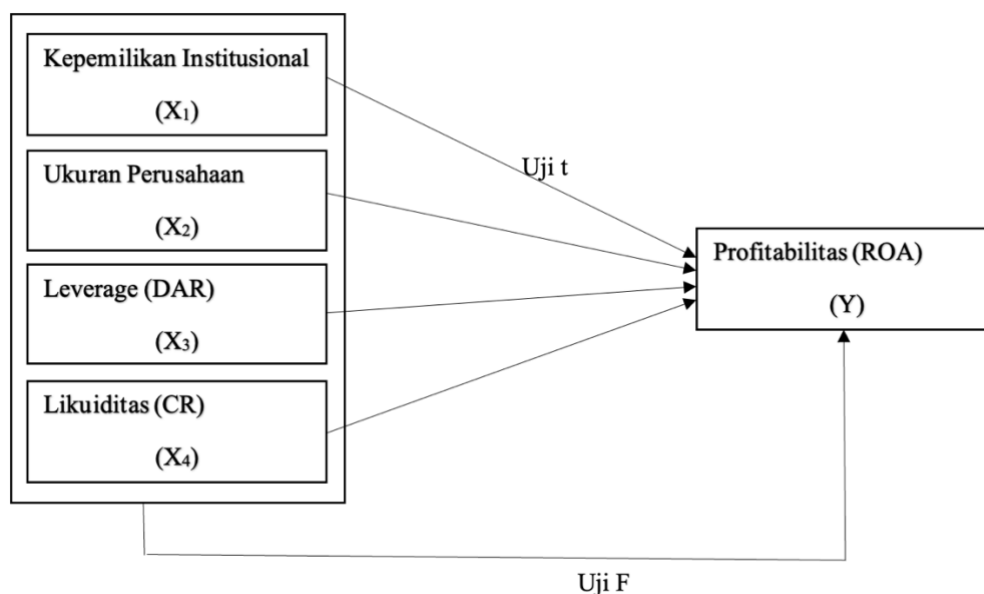 Kepemilikan Institusional
(X₁)
Ukuran Perusahaan
(X₂)
Leverage (DAR)
(X₃)
Likuiditas (CR)
(X₄)
Uji t
Profitabilitas (ROA)
(Y)
Uji F